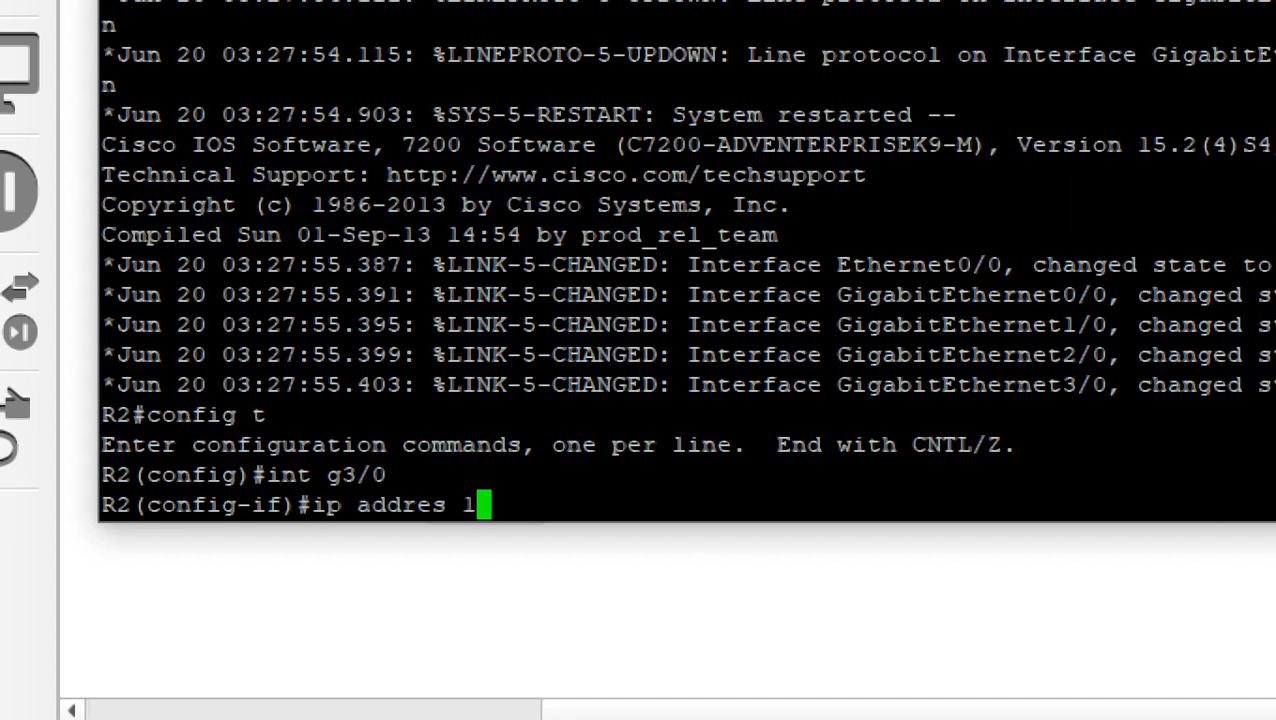 n
*Jun 20 03:27:54.115: %LINEPROTO-5-UPDOWN: Line protocol on Interface GigabitE
n
*Jun 20 03:27:54.903: %SYS-5-RESTART: System restarted --
Cisco IOS Software, 7200 Software (C7200-ADVENTERPRISEK9-M), Version 15.2(4)S4
Technical Support: http://www.cisco.com/techsupport
Copyright (c) 1986-2013 by Cisco Systems, Inc.
Compiled Sun 01-Sep-13 14:54 by prod_rel_team
*Jun 20 03:27:55.387: %LINK-5-CHANGED: Interface Ethernet0/0, changed state to
*Jun 20 03:27:55.391: %LINK-5-CHANGED: Interface GigabitEthernet0/0, changed s
*Jun 20 03:27:55.395: %LINK-5-CHANGED: Interface GigabitEthernet1/0, changed s
*Jun 20 03:27:55.399: %LINK-5-CHANGED: Interface GigabitEthernet2/0, changed s
*Jun 20 03:27:55.403: %LINK-5-CHANGED: Interface GigabitEthernet3/0, changed s
R2#config t
Enter configuration commands, one per line.  End with CNTL/Z.
R2(config)#int g3/0
R2(config-if)#ip addres 1